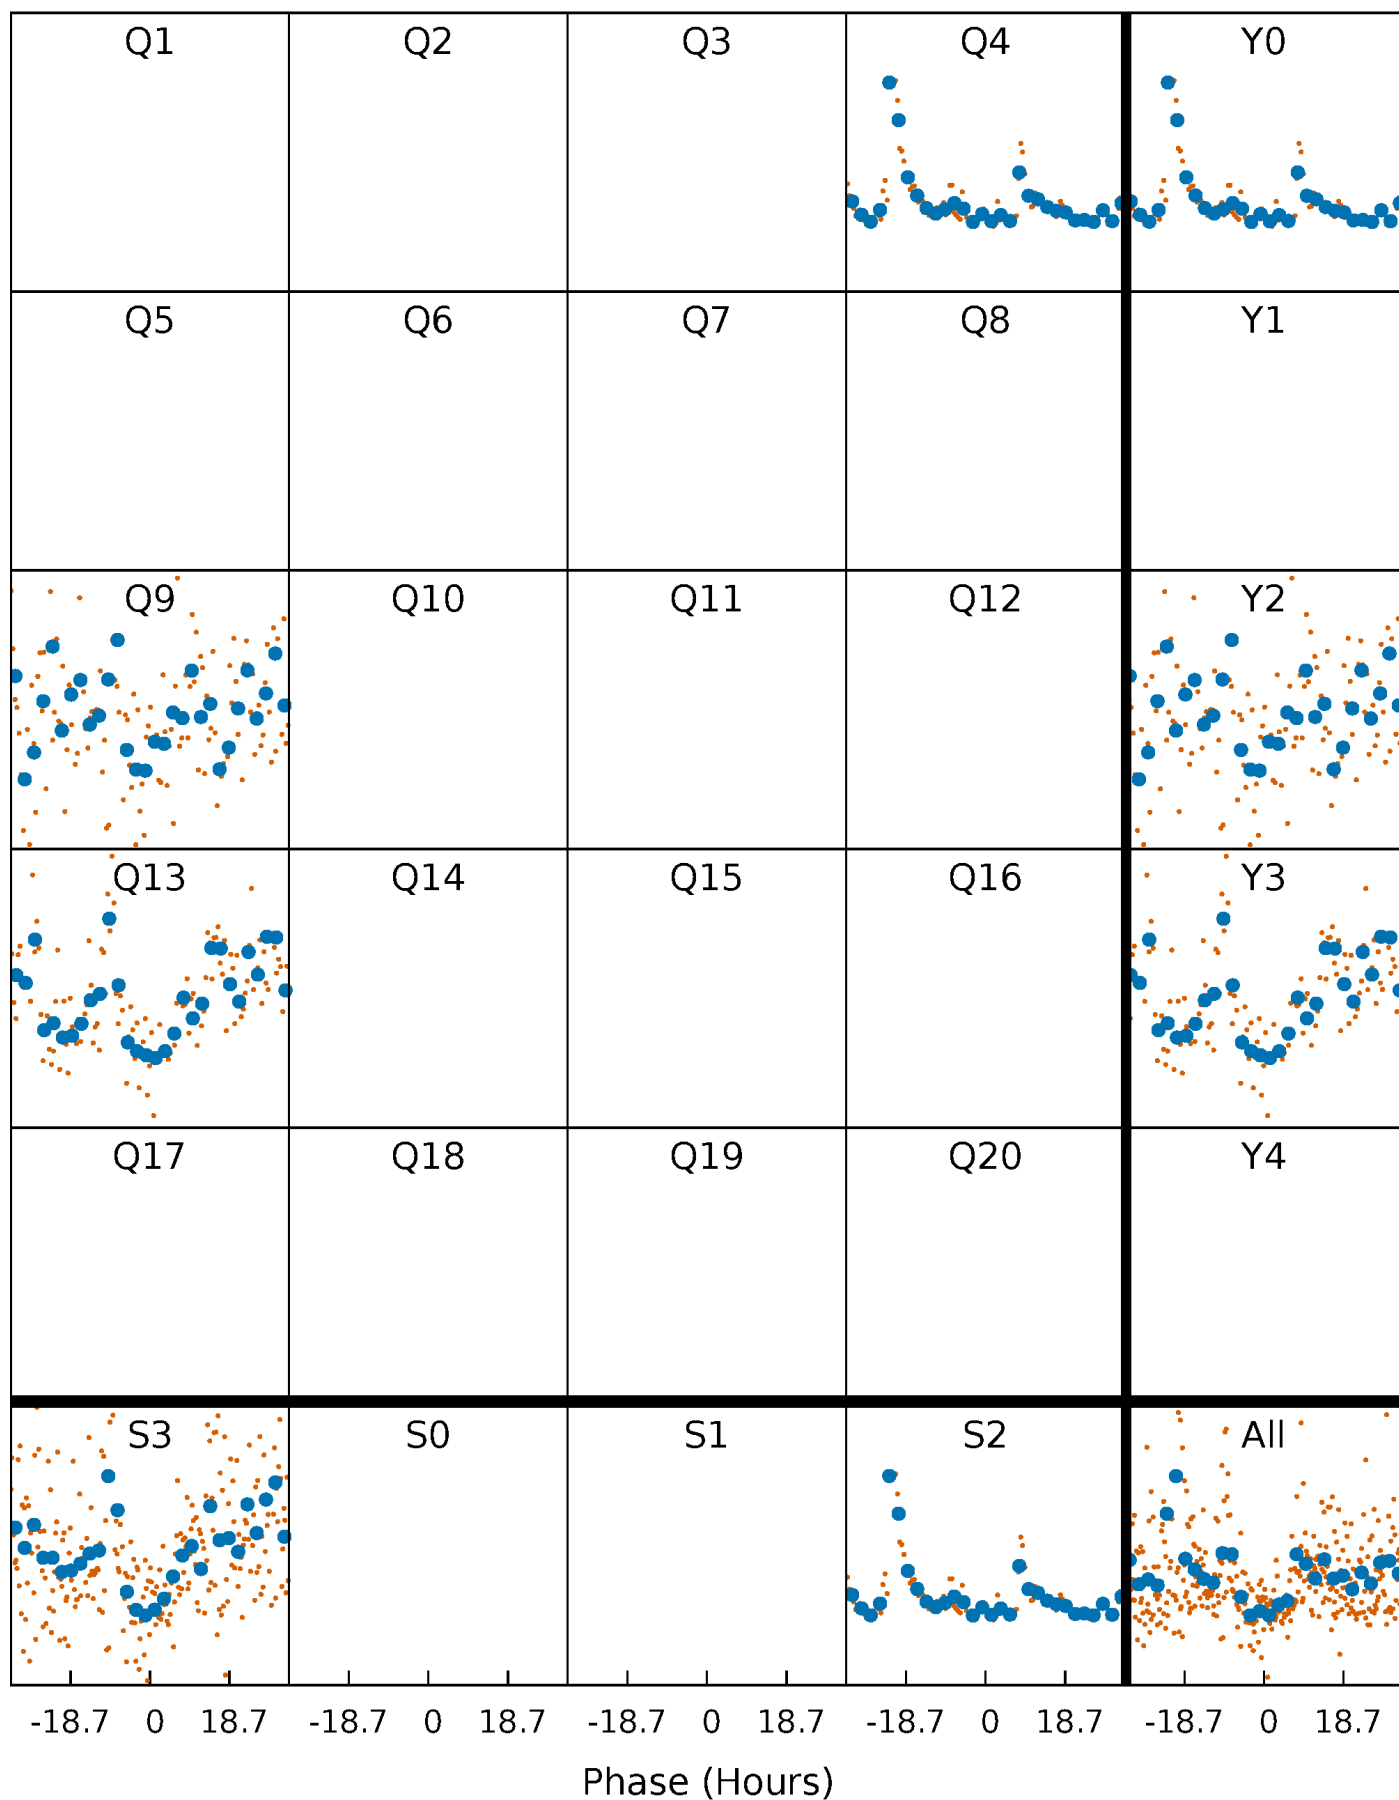 Q1 Q2 Q3 Q4 Y0
Q5 Q6 Q7 Q8 Y1
Q9 Q10 Q11 Q12 Y2
Q13 Q14 Q15 Q16 Y3
Q17 Q18 Q19 Q20 Y4
S3 S0 S1 S2 All
-18.7 0 18.7 -18.7 0 18.7 -18.7 0 18.7 -18.7 0 18.7 -18.7 0 18.7
Phase (Hours)